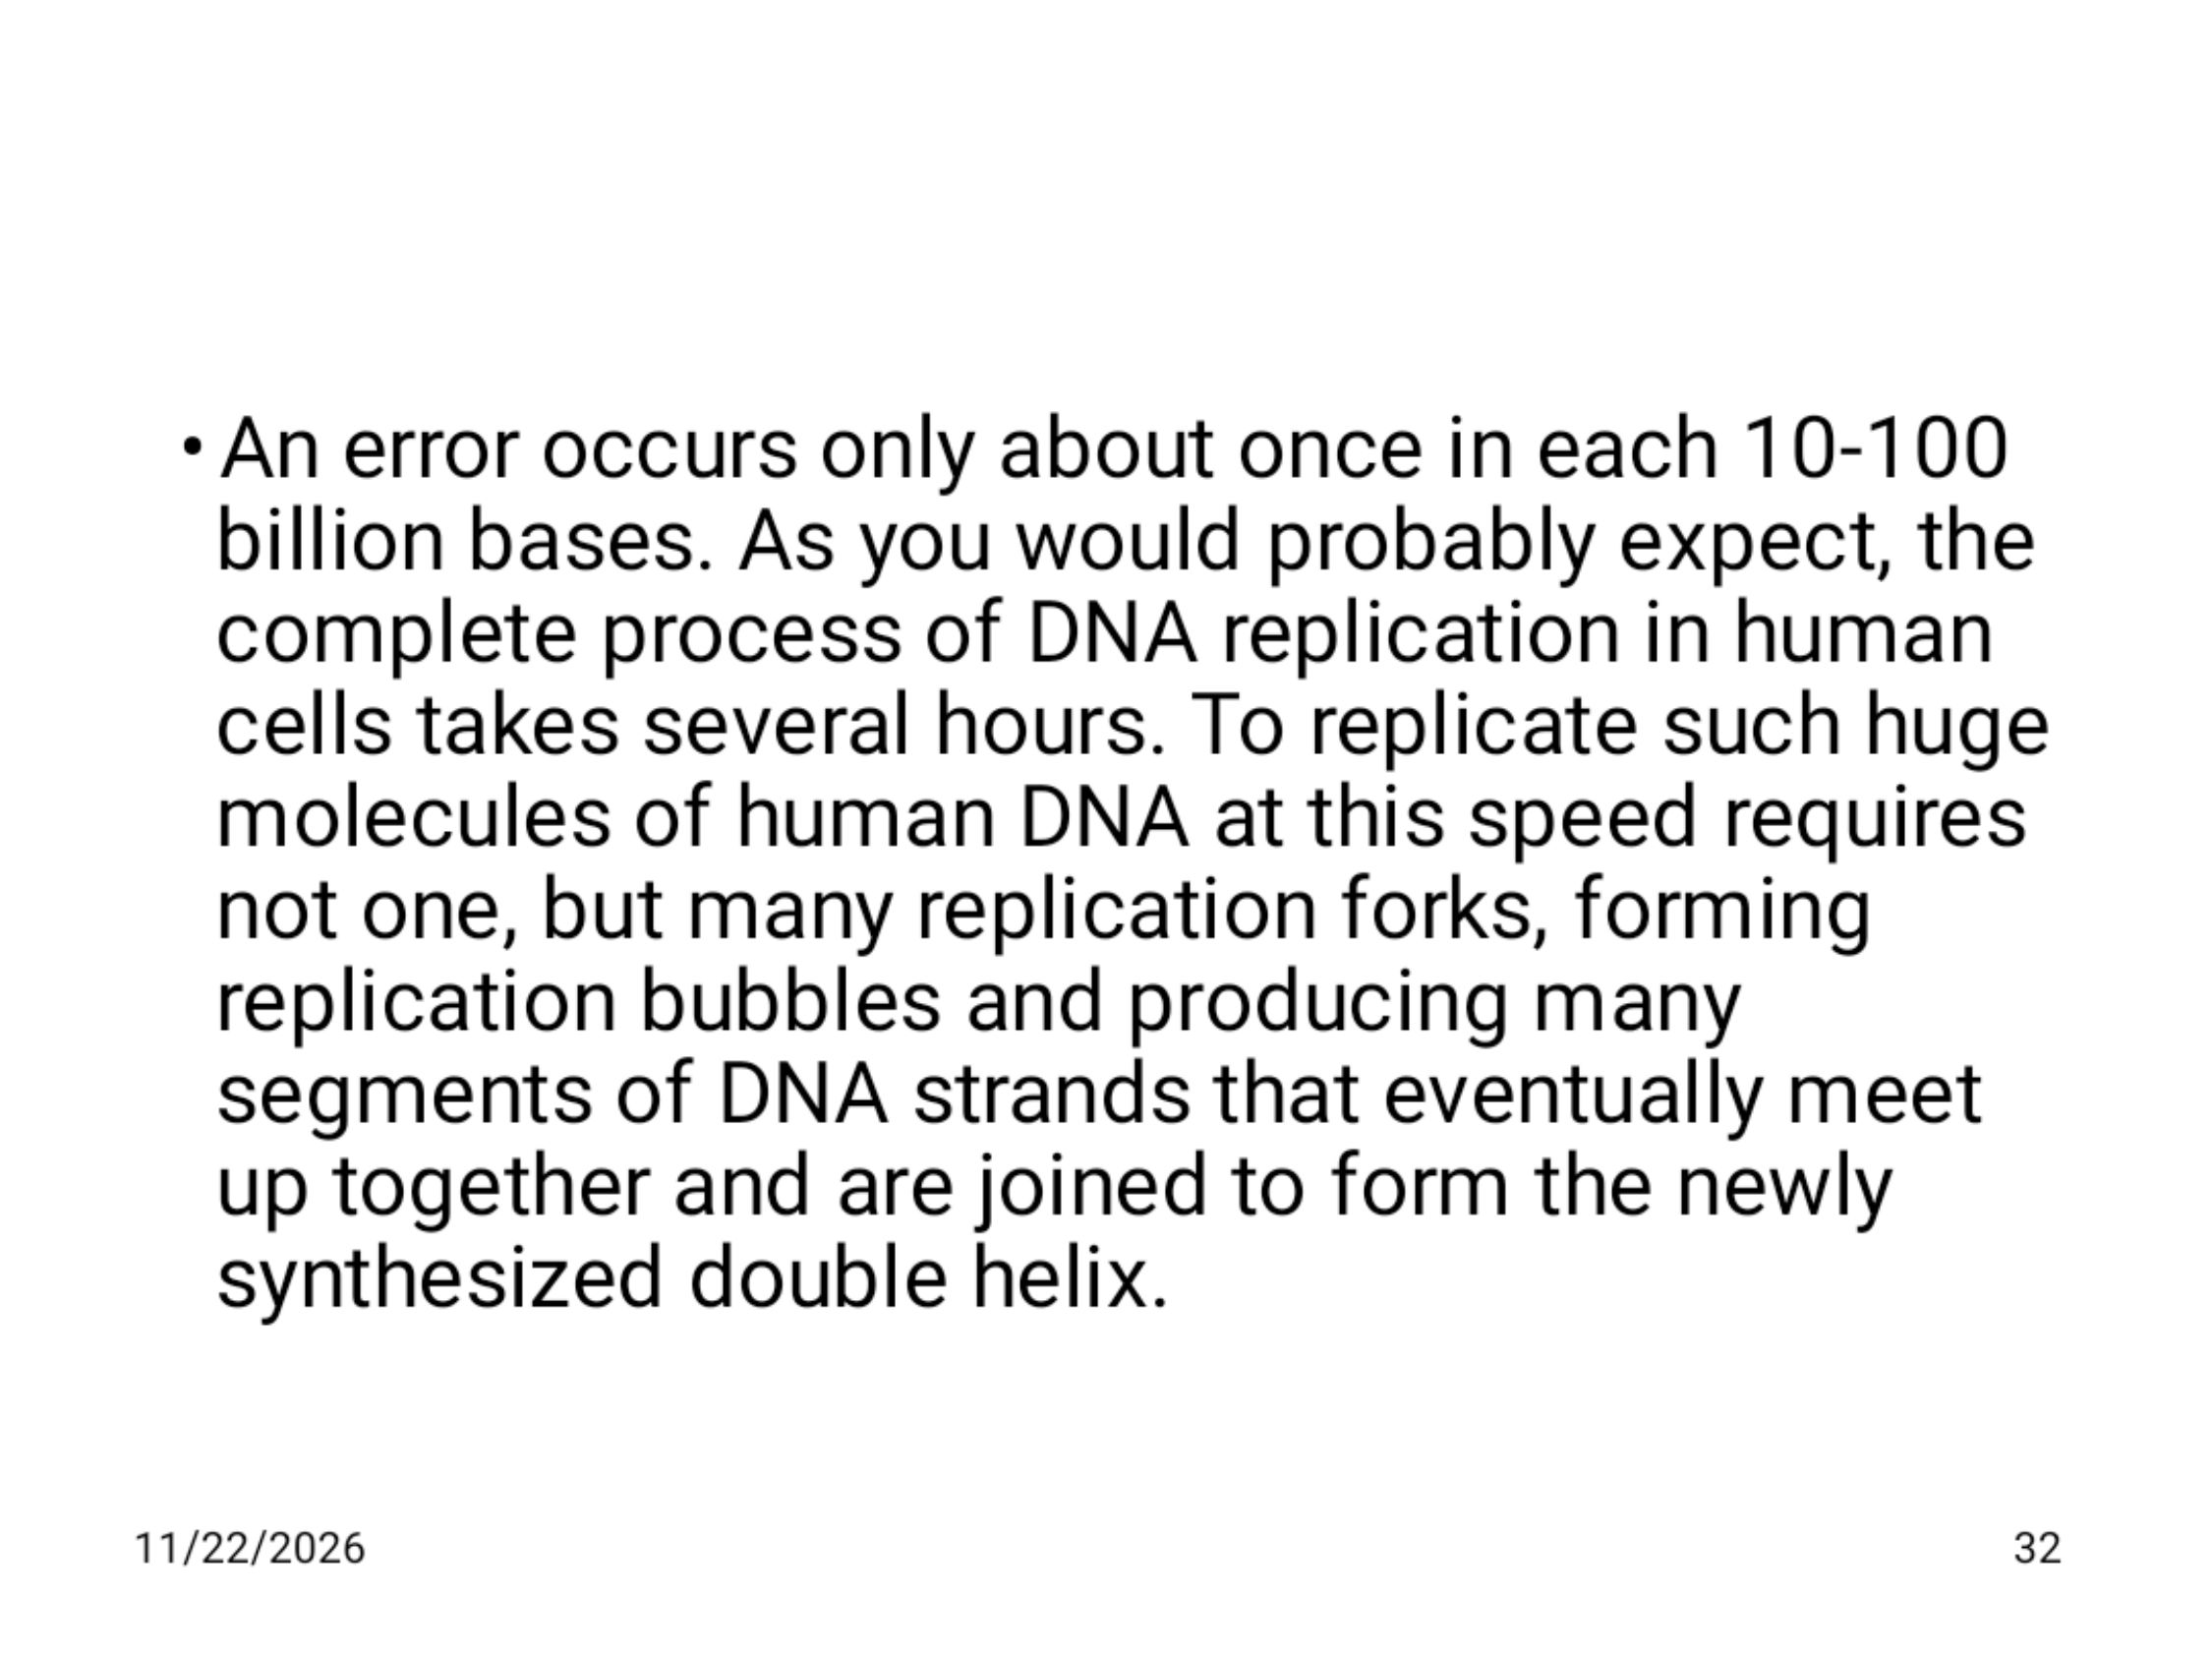 • An error occurs only about once in each 10-100
billion bases. As you would probably expect, the
complete process of DNA replication in human
cells takes several hours. To replicate such huge
molecules of human DNA at this speed requires
not one, but many replication forks, forming
replication bubbles and producing many
segments of DNA strands that eventually meet
up together and are joined to form the newly
synthesized double helix.
11/22/2026
32